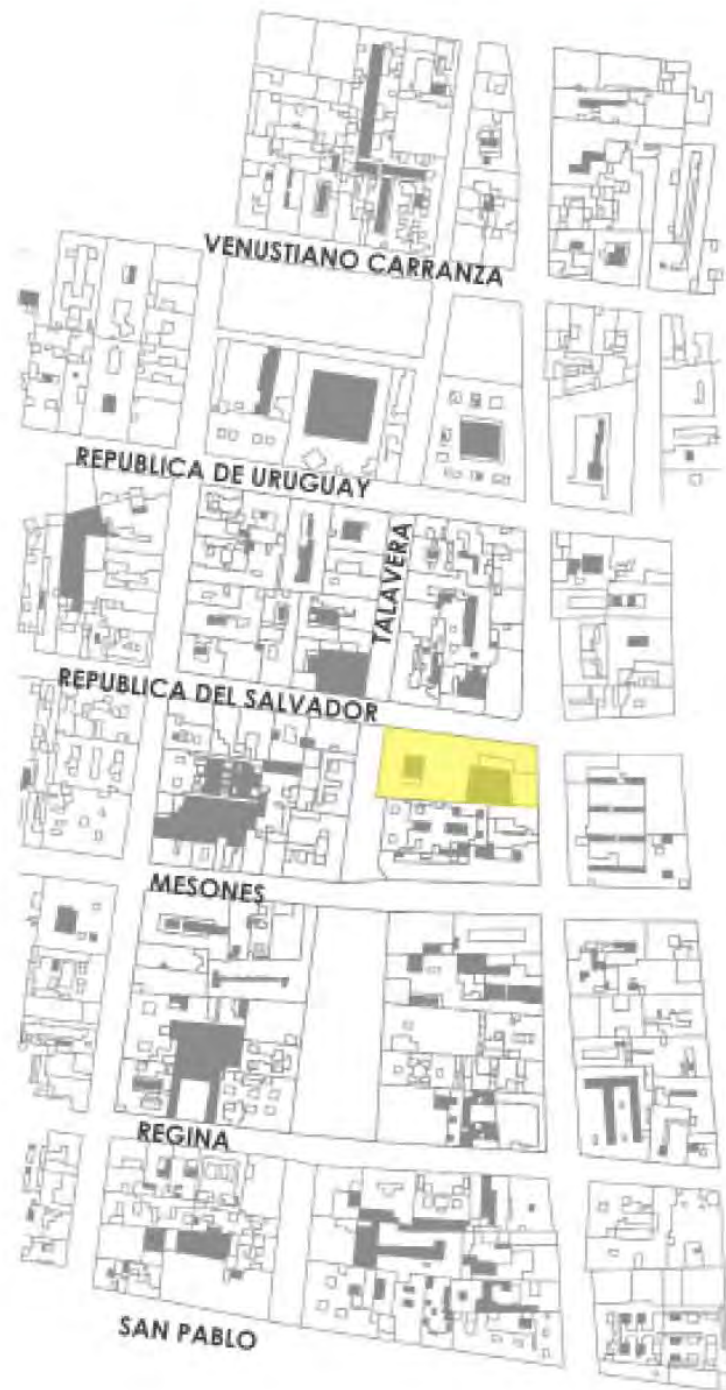 VENUSTIANO CARRANZA
REPUBLICA DE URUGUAY
TALAVERA
REPUBLICA DEL SALVADOR
MESONES
REGINA
SAN PABLO